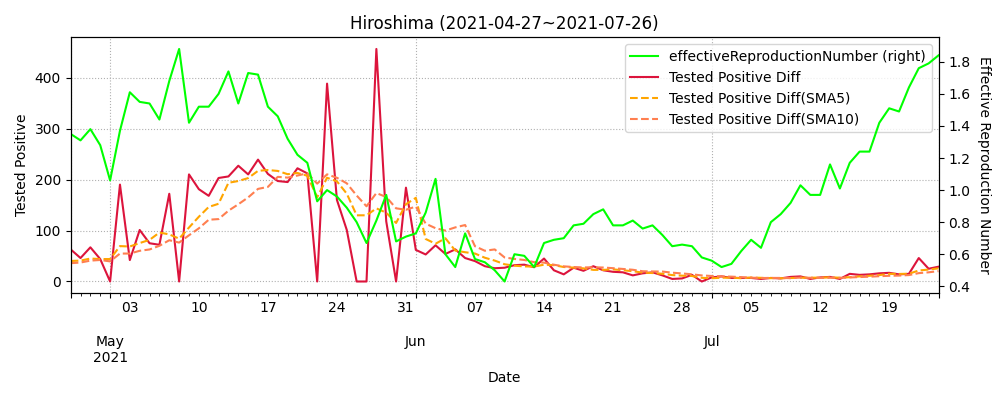 Hiroshima (2021-04-27~2021-07-26)
effectiveReproductionNumber (right)
Tested Positive Diff
Tested Positive Diff(SMA5)
Tested Positive Diff(SMA10)
Tested Positive
400
300
200
100
0
1.8
1.6
1.4
1.2
1.0
0.8
0.6
0.4
Effective Reproduction Number
03 10 17 24 31 07 14 21 28 05 12 19
May Jun Jul
2021
Date